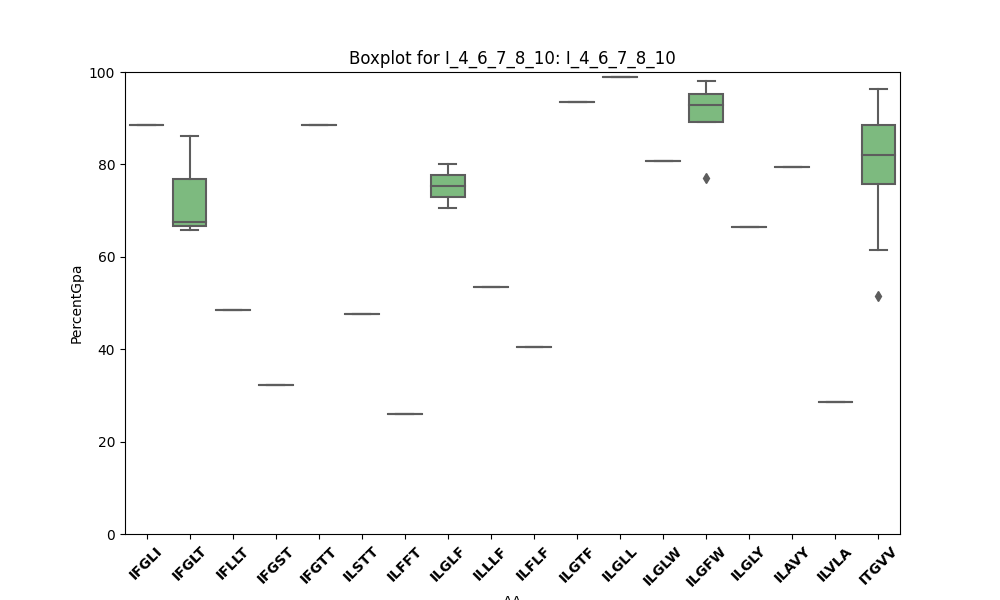 Boxplot for I_4_6_7_8_10: I_4_6_7_8_10
100
80
60
40
20
0
PercentGpa
IFGLI IFGLT IFLLT IFGST IFGTT ILSTT ILFFT ILGLF ILLLF ILFLF ILGTF ILGLL ILGLW ILGFW ILGLY ILAVY ILVLA ITGVV
AA